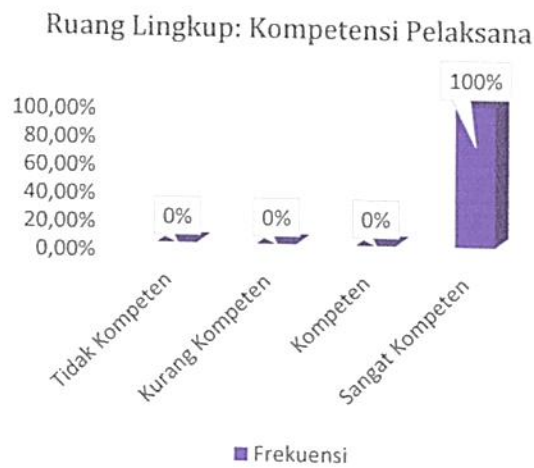 Ruang Lingkup: Kompetensi Pelaksana
100%
100,00%
80,00%
60,00%
40,00%
20,00%
0,00%
0%
0%
0%
Tidak Kompeten
Kurang Kompeten
Kompeten
Sangat Kompeten
Frekuensi